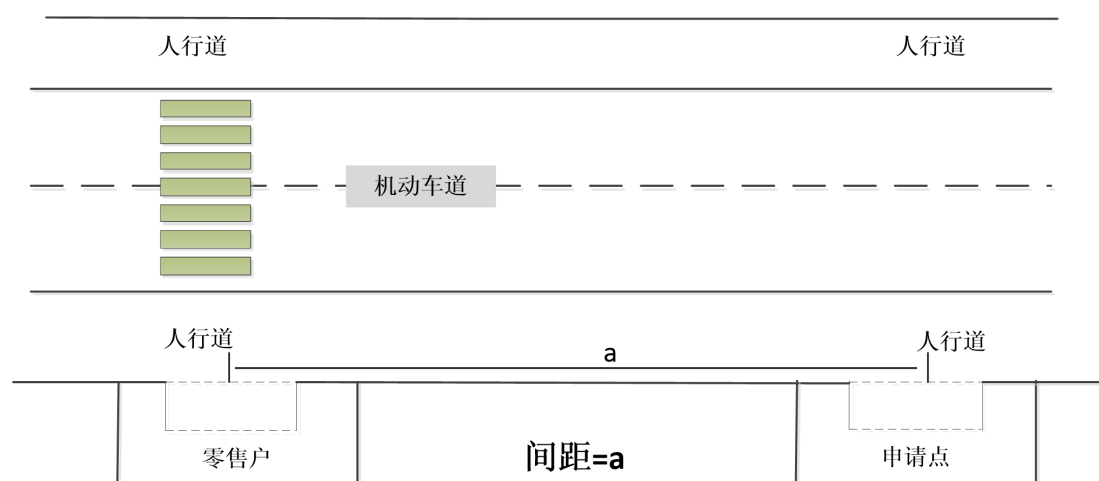 人行道 人行道
机动车道
人行道 人行道
a
间距=a
零售户 申请点